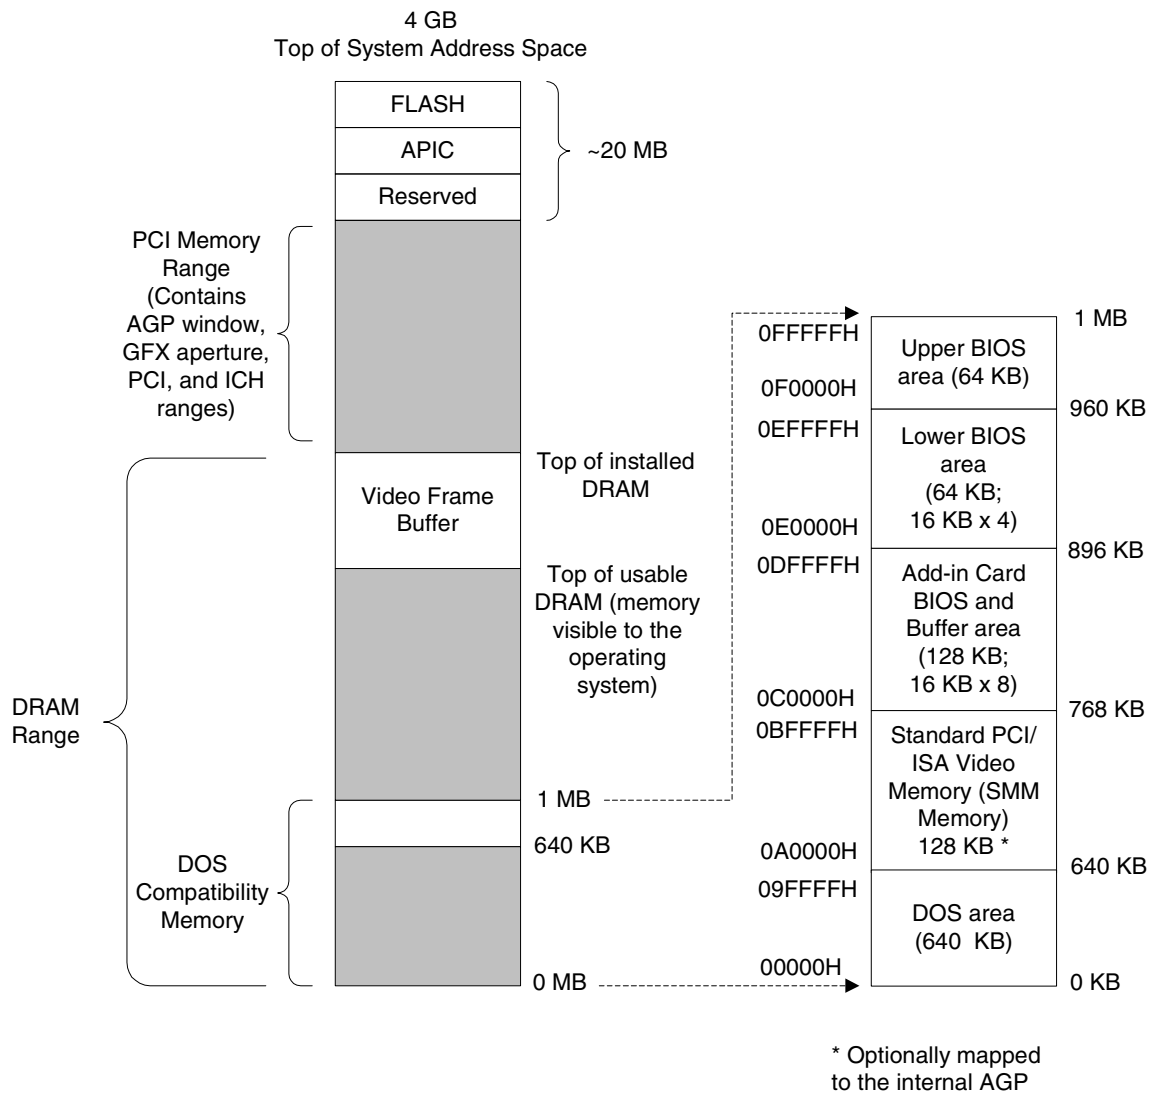 4 GB
Top of System Address Space
FLASH
APIC
Reserved
~20 MB
PCI Memory
Range
(Contains
AGP window,
GFX aperture,
PCI, and ICH
ranges)
DRAM
Range
DOS
Compatibility
Memory
Video Frame
Buffer
Top of installed
DRAM
Top of usable
DRAM (memory
visible to the
operating
system)
1 MB
640 KB
0 MB
0FFFFFH
0F0000H
0EFFFFH
0E0000H
0DFFFFH
0C0000H
0BFFFFH
0A0000H
09FFFFH
00000H
Upper BIOS
area (64 KB)
Lower BIOS
area
(64 KB;
16 KB x 4)
Add-in Card
BIOS and
Buffer area
(128 KB;
16 KB x 8)
Standard PCI/
ISA Video
Memory (SMM
Memory)
128 KB *
DOS area
(640 KB)
1 MB
960 KB
896 KB
768 KB
640 KB
0 KB
* Optionally mapped
to the internal AGP